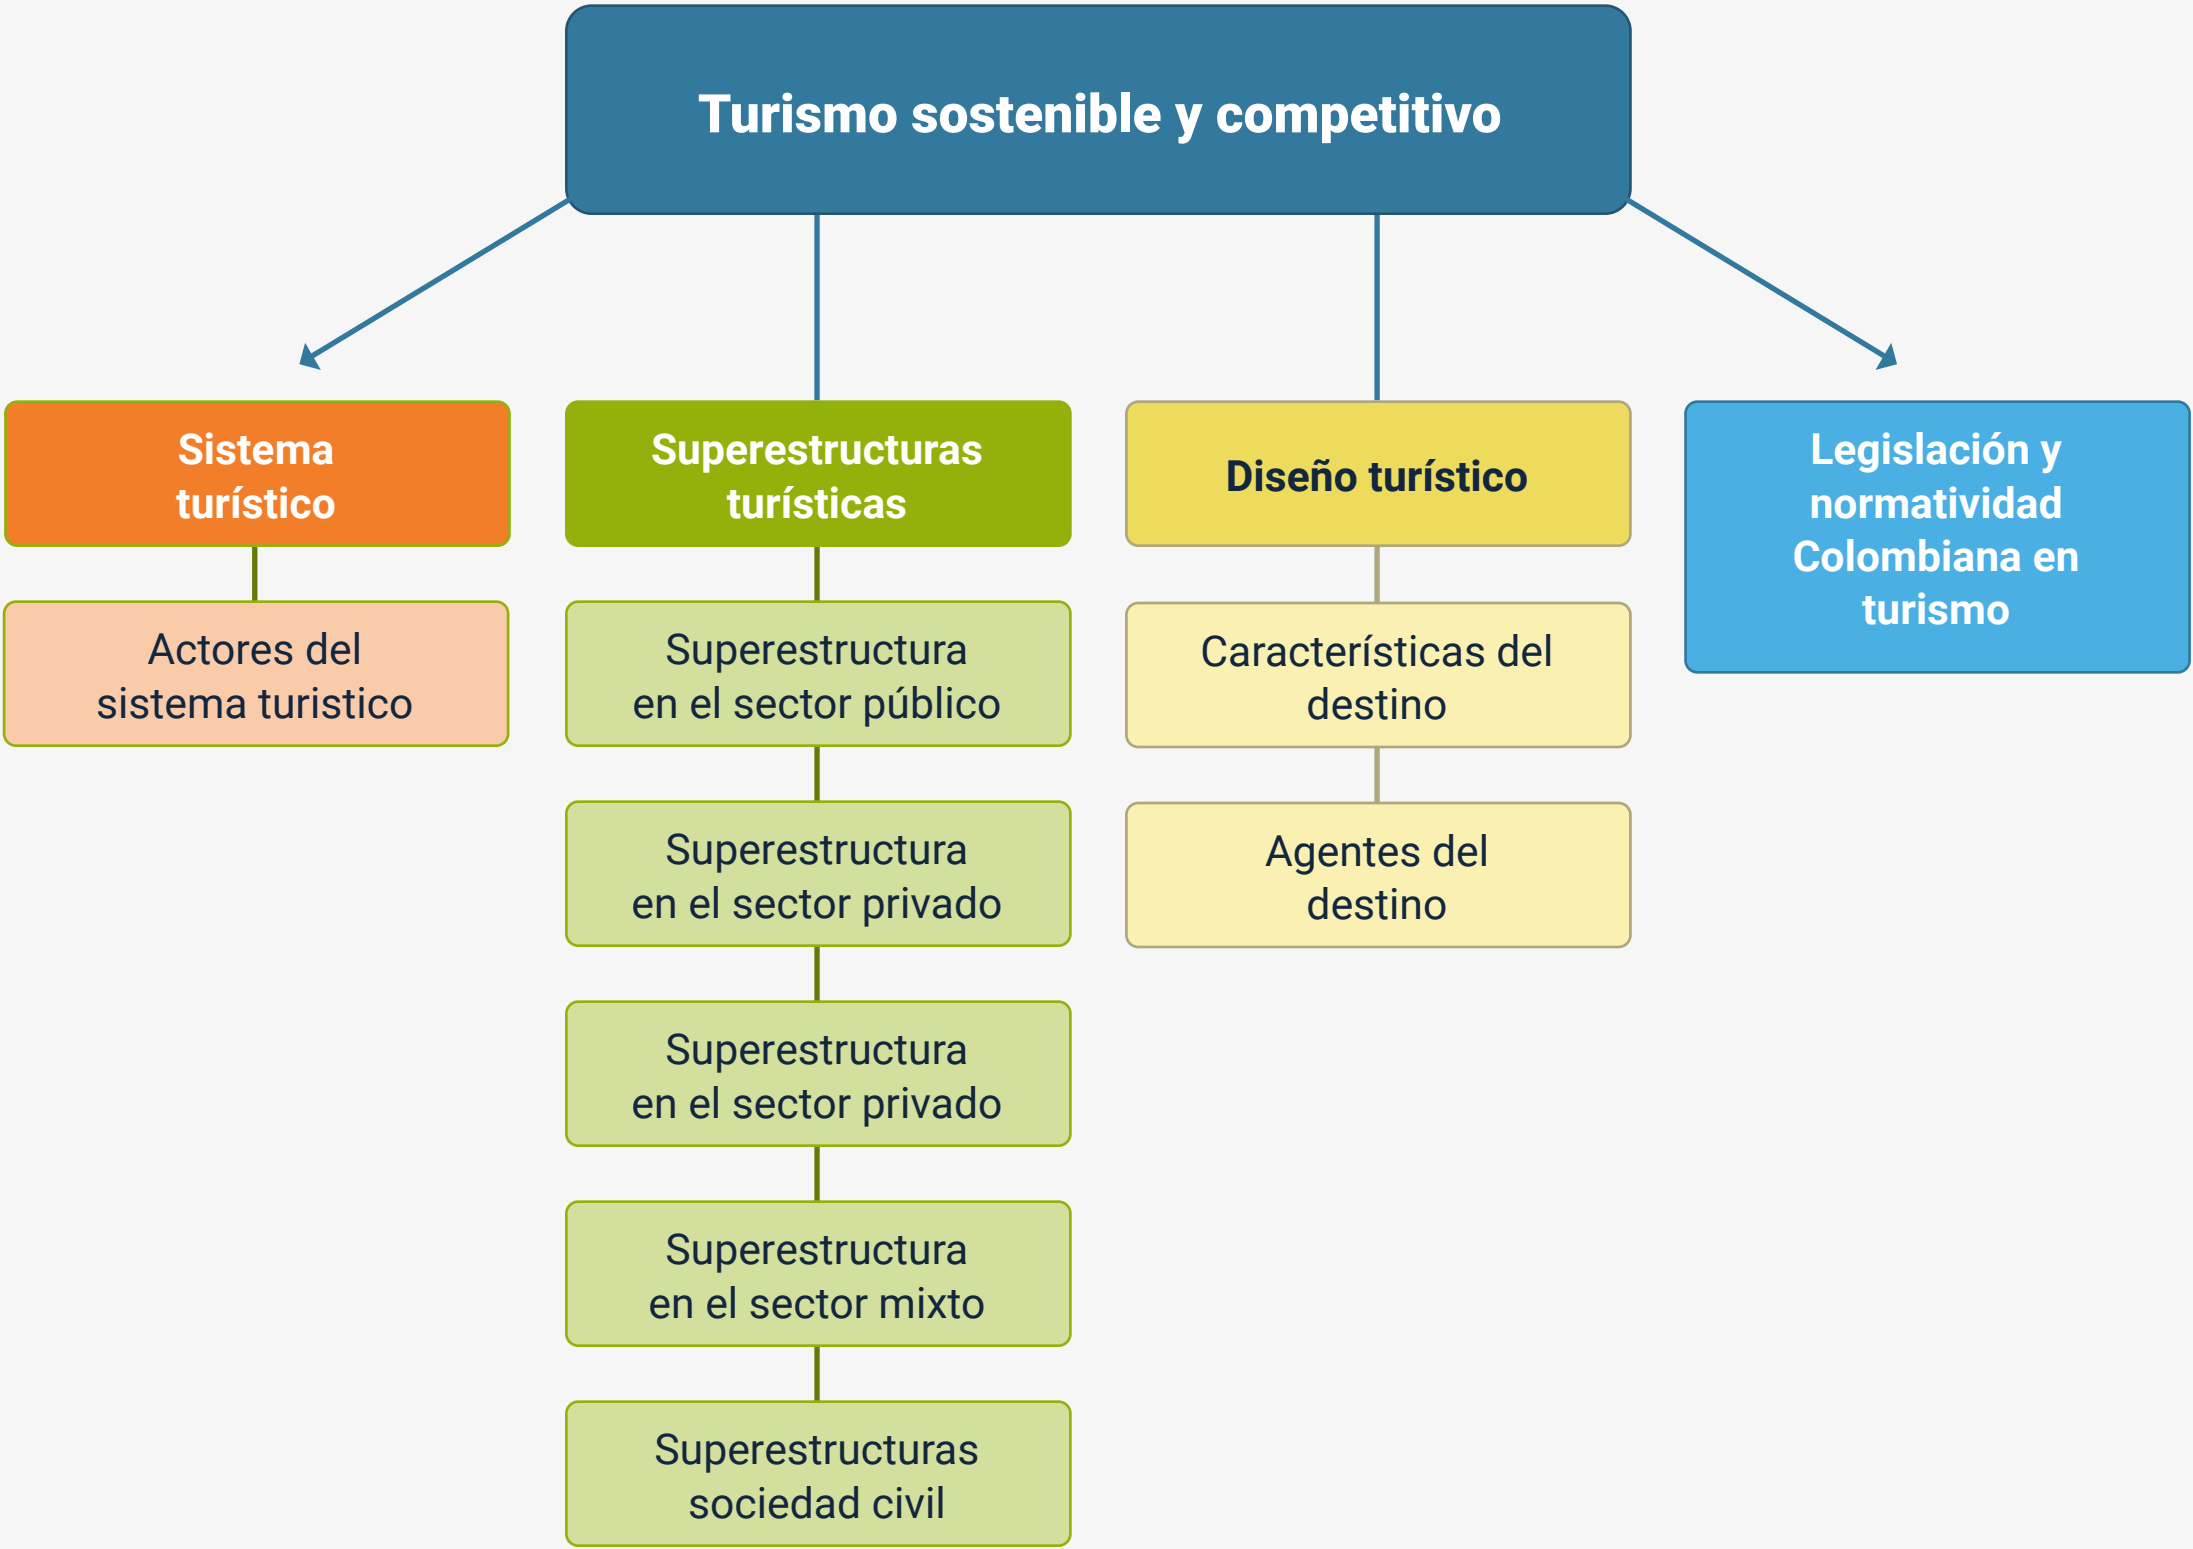 Turismo sostenible y competitivo
Sistema
turístico
Actores del
sistema turistico
Superestructuras
turísticas
Superestructura
en el sector público
Superestructura
en el sector privado
Superestructura
en el sector privado
Superestructura
en el sector mixto
Superestructuras
sociedad civil
Diseño turístico
Características del
destino
Agentes del
destino
Legislación y
normatividad
Colombiana en
turismo